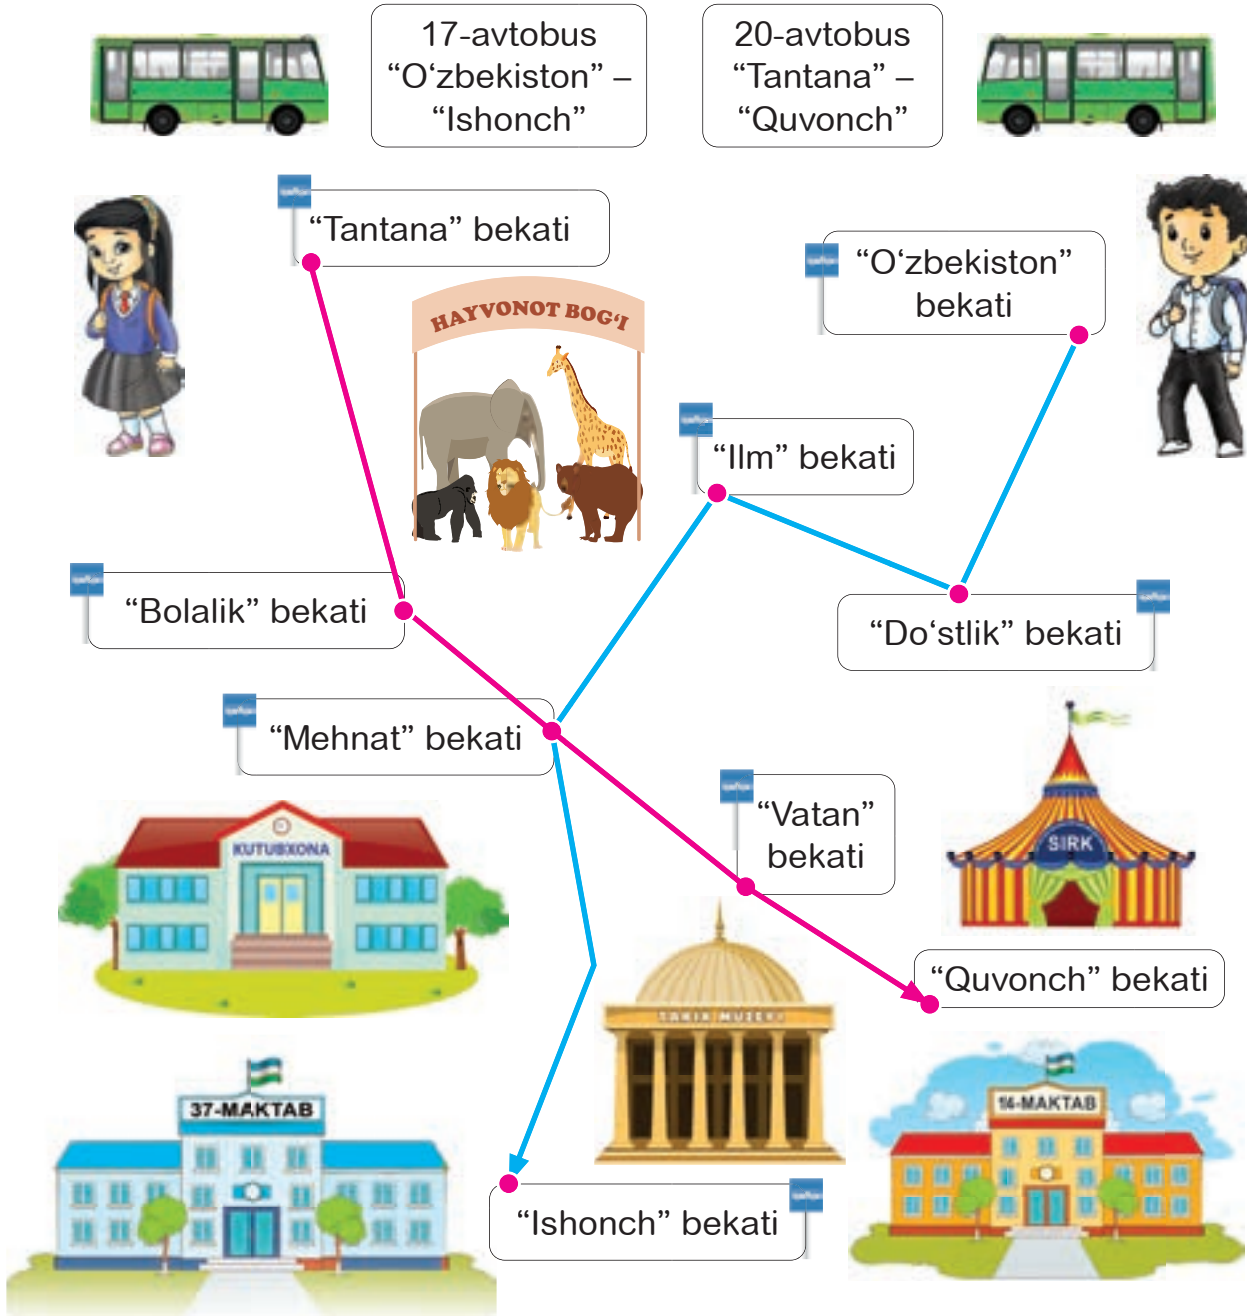 17-avtobus
“O‘zbekiston” –
“Ishonch”
20-avtobus
“Tantana” –
“Quvonch”
“Tantana” bekati
“O‘zbekiston”
bekati
HAYVONOT BOG‘I
“Ilm” bekati
“Bolalik” bekati
“Do‘stlik” bekati
“Mehnat” bekati
“Vatan”
bekati
KUTUBXONA
SIRK
“Quvonch” bekati
TARIX MUZEYI
37-MAKTAB
14-MAKTAB
“Ishonch” bekati